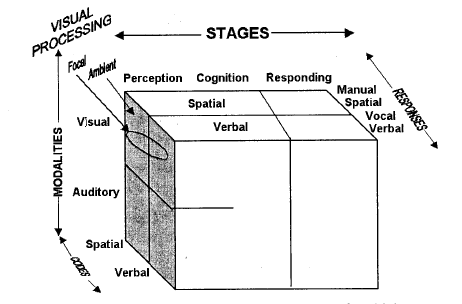 VISUAL
PROCESSING
STAGES
Focal
Ambient
Perception Cognition Responding
Manual
Spatial
Vocal
Verbal
RESPONSES
Spatial
Verbal
Visual
MODALITIES
Auditory
Spatial
Verbal
CODES